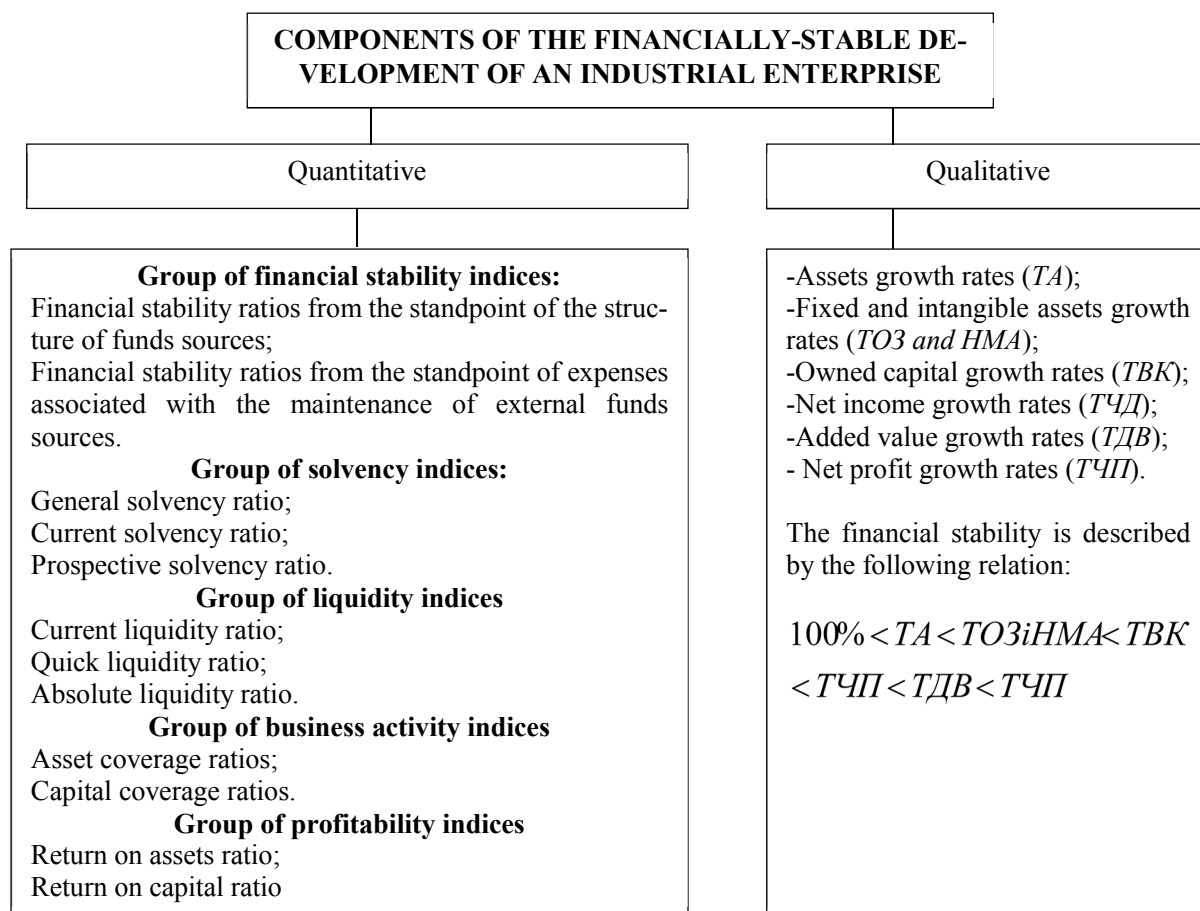 COMPONENTS OF THE FINANCIALLY-STABLE DE-
VELOPMENT OF AN INDUSTRIAL ENTERPRISE
Quantitative
Qualitative
Group of financial stability indices:
Financial stability ratios from the standpoint of the struc-
ture of funds sources;
Financial stability ratios from the standpoint of expenses
associated with the maintenance of external funds
sources.
Group of solvency indices:
General solvency ratio;
Current solvency ratio;
Prospective solvency ratio.
Group of liquidity indices
Current liquidity ratio;
Quick liquidity ratio;
Absolute liquidity ratio.
Group of business activity indices
Asset coverage ratios;
Capital coverage ratios.
Group of profitability indices
Return on assets ratio;
Return on capital ratio
-Assets growth rates (ТА);
-Fixed and intangible assets growth
rates (ТОЗ and НМА);
-Owned capital growth rates (ТВК);
-Net income growth rates (ТЧД);
-Added value growth rates (ТДВ);
- Net profit growth rates (ТЧП).
The financial stability is described
by the following relation:
100% < ТА < ТОЗіНМА < ТВК
< ТЧП < ТДВ < ТЧП